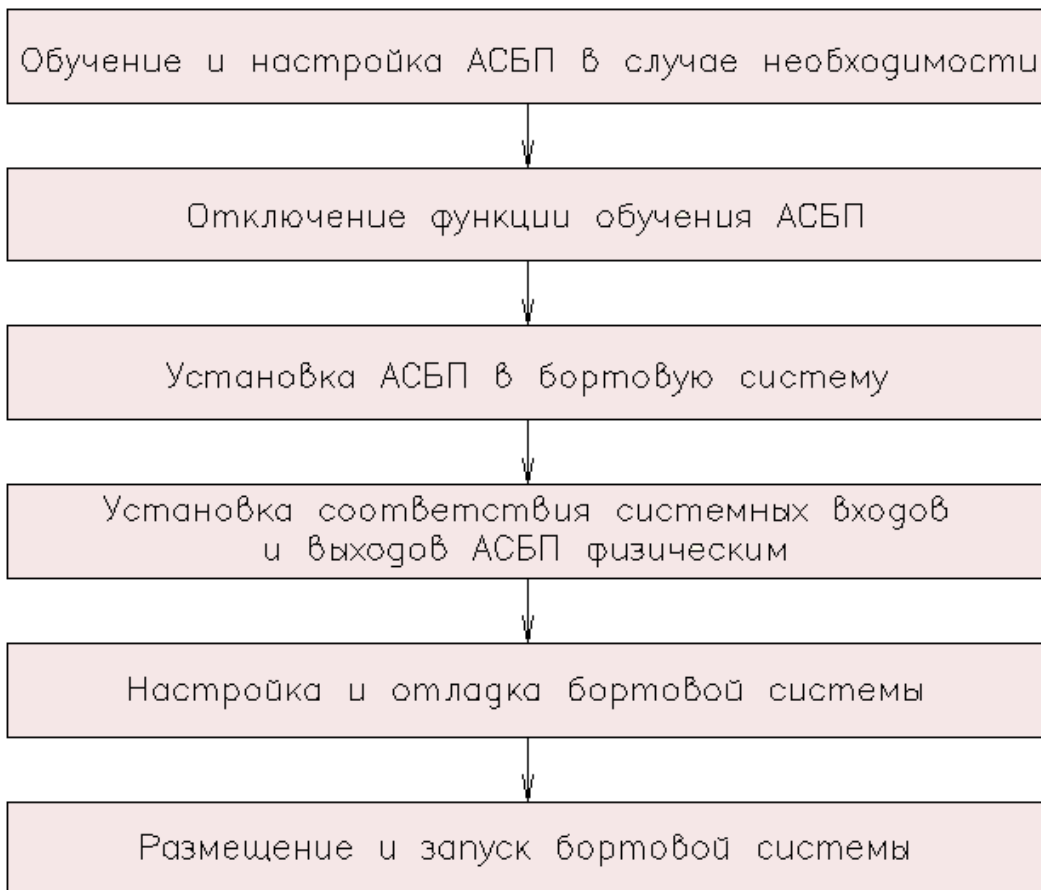 Обучение и настройка АСБП в случае необходимости
Отключение функции обучения АСБП
Установка АСБП в бортовую систему
Установка соответствия системных входов
и выходов АСБП физическим
Настройка и отладка бортовой системы
Размещение и запуск бортовой системы